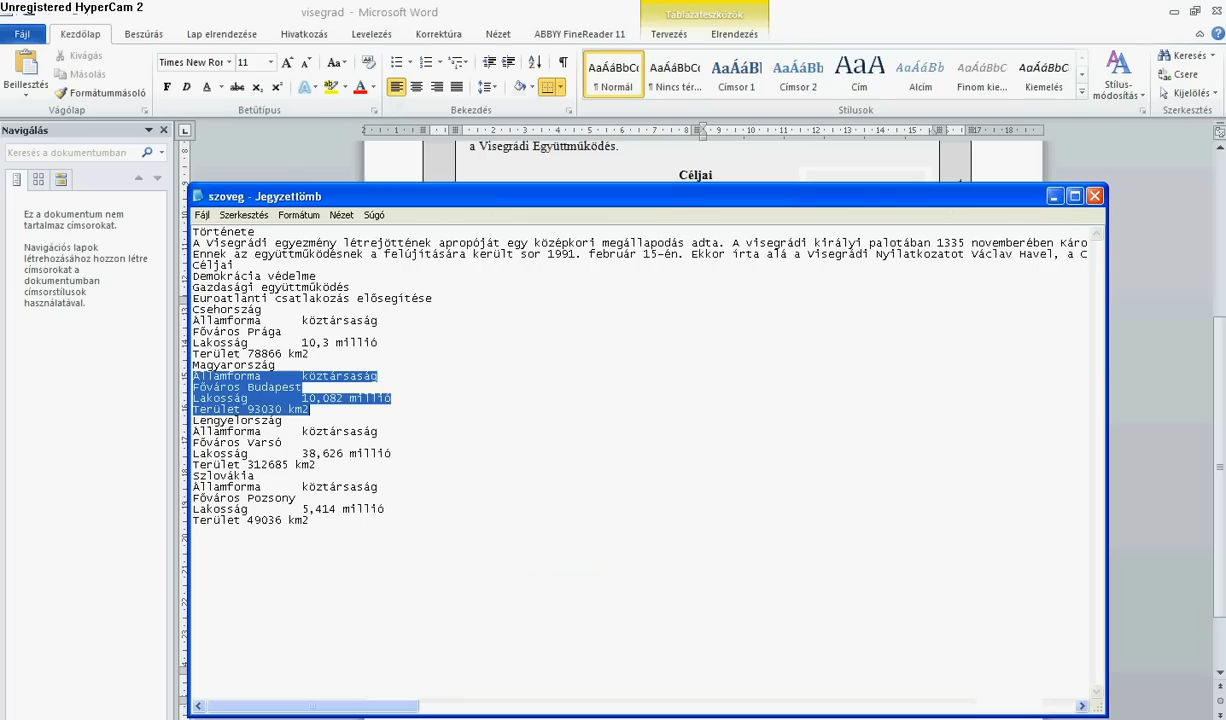 Unregistered HyperCam 2
visegrad - Microsoft Word
Táblázateszközök
Fájl Kezdőlap Beszúrás Lap elrendezése Hivatkozás Levelezés Korrektúra Nézet ABBYY FineReader 11 Tervezés Elrendezés
Beillesztés
Kivágás
Másolás
Formátummásoló
Vágólap
Times New Ror 11
Betűtípus
Bekezdés
AaÁáBbCc AaÁáBbCc AaÁáBl AaÁáBb( AaA AaÁáBb AaÁáBbC AaÁáBbC
¶ Normál ¶ Nincs tér... Címsor 1 Címsor 2 Cím Alcím Finom kie... Kiemelés
Stílusok
Stílus-
módosítás
Keresés
Csere
Kijelölés
Szerkesztés
Navigálás
Keresés a dokumentumban
Ez a dokumentum nem
tartalmaz címsorokat.
Navigációs lapok
létrehozásához hozzon létre
címsorokat a
dokumentumban
címsorstílusok
használatával.
a Visegrádi Együttműködés.
Céljai
szoveg - Jegyzettömb
Fájl Szerkesztés Formátum Nézet Súgó
Története
A Visegrádi egyezmény létrejöttének apropóját egy középkori megállapodás adta. A visegrádi királyi palotában 1335 novemberében Káro
Ennek az együttműködésnek a felújítására került sor 1991. február 15-én. Ekkor írta alá a Visegrádi Nyilatkozatot Václav Havel, a C
Céljai
Demokrácia védelme
Gazdasági együttműködés
Euroatlanti csatlakozás elősegítése
Csehország
Államforma köztársaság
Főváros Prága
Lakosság 10,3 millió
Terület 78866 km2
Magyarország
Államforma köztársaság
Főváros Budapest
Lakosság 10,082 millió
Terület 93030 km2
Lengyelország
Államforma köztársaság
Főváros Varsó
Lakosság 38,626 millió
Terület 312685 km2
Szlovákia
Államforma köztársaság
Főváros Pozsony
Lakosság 5,414 millió
Terület 49036 km2